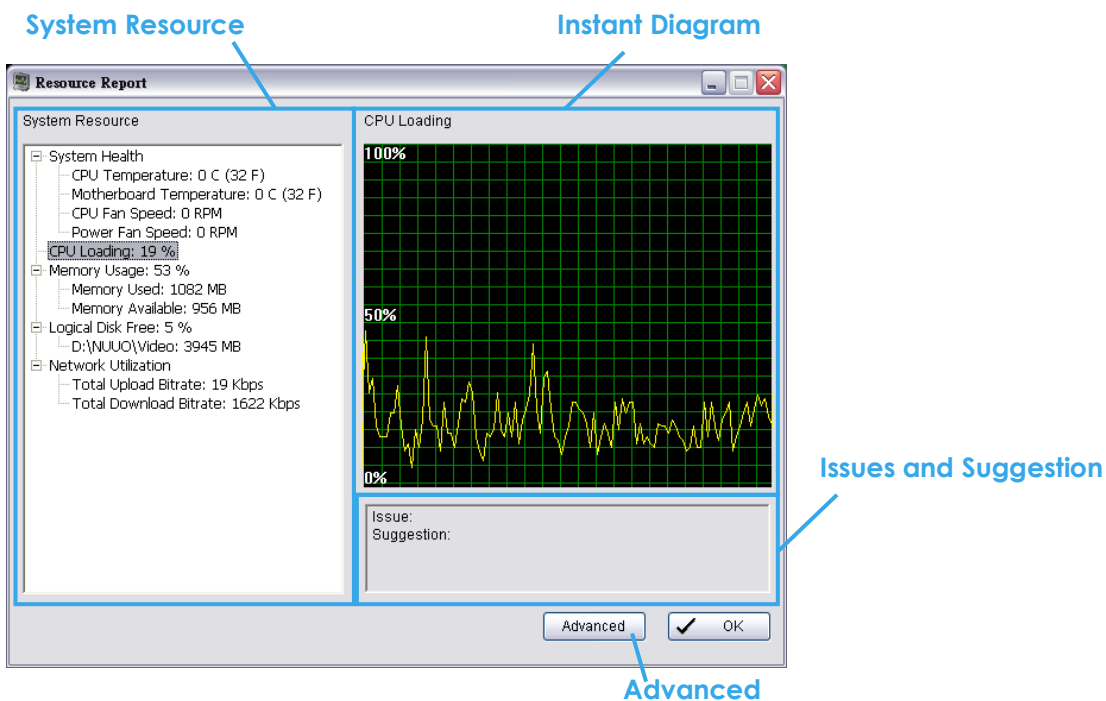 System Resource
Instant Diagram
Resource Report
System Resource
System Health
CPU Temperature: 0 C (32 F)
Motherboard Temperature: 0 C (32 F)
CPU Fan Speed: 0 RPM
Power Fan Speed: 0 RPM
CPU Loading: 19 %
Memory Usage: 53 %
Memory Used: 1082 MB
Memory Available: 956 MB
Logical Disk Free: 5 %
D:\NUUO\Video: 3945 MB
Network Utilization
Total Upload Bitrate: 19 Kbps
Total Download Bitrate: 1622 Kbps
CPU Loading
100%
50%
0%
Issues and Suggestion
Issue:
Suggestion:
Advanced
OK
Advanced